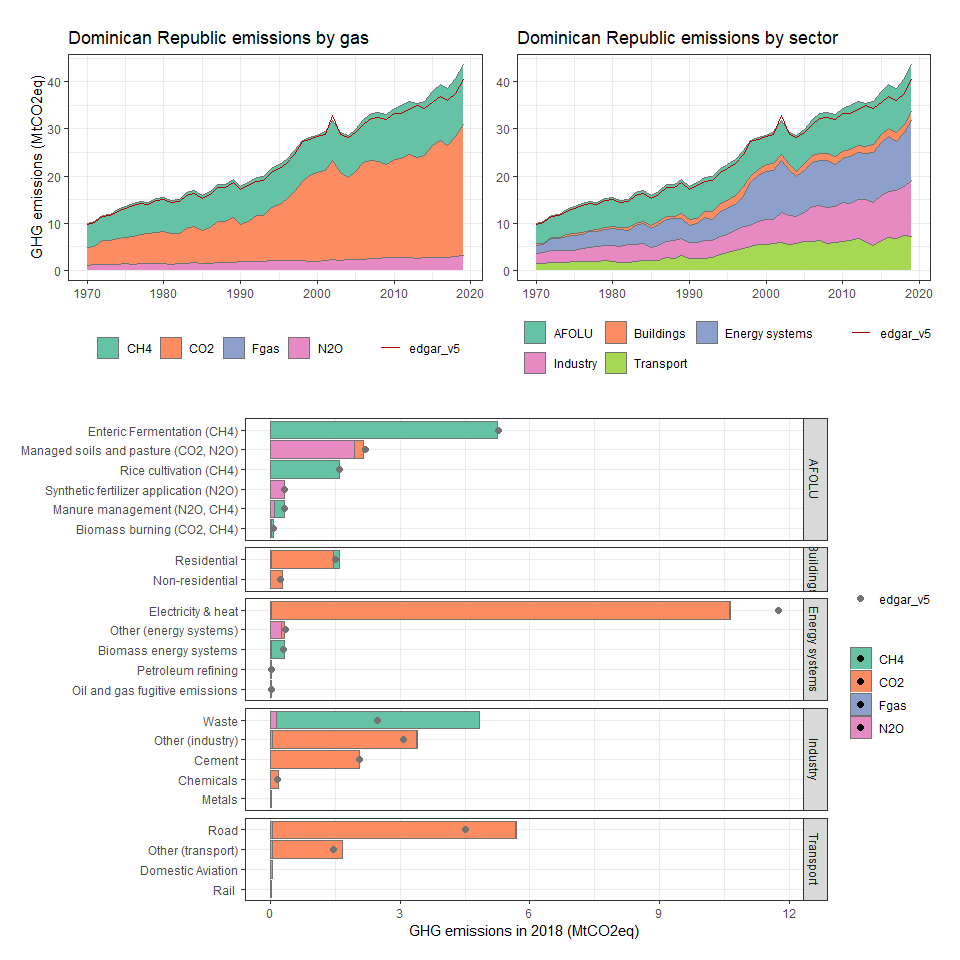 Dominican Republic emissions by gas
GHG emissions (MtCO2eq)
40
30
20
10
0
1970
1980
1990
2000
2010
2020
CH4
CO2
Fgas
N2O
edgar_v5
Dominican Republic emissions by sector
40
30
20
10
0
1970
1980
1990
2000
2010
2020
AFOLU
Buildings
Energy systems
edgar_v5
Industry
Transport
Enteric Fermentation (CH4)
Managed soils and pasture (CO2, N2O)
Rice cultivation (CH4)
Synthetic fertilizer application (N2O)
Manure management (N2O, CH4)
Biomass burning (CO2, CH4)
AFOLU
Residential
Non-residential
Buildings
Electricity & heat
Other (energy systems)
Biomass energy systems
Petroleum refining
Oil and gas fugitive emissions
Energy systems
Waste
Other (industry)
Cement
Chemicals
Metals
Industry
Road
Other (transport)
Domestic Aviation
Rail
Transport
0
3
6
9
12
GHG emissions in 2018 (MtCO2eq)
edgar_v5
CH4
CO2
Fgas
N2O